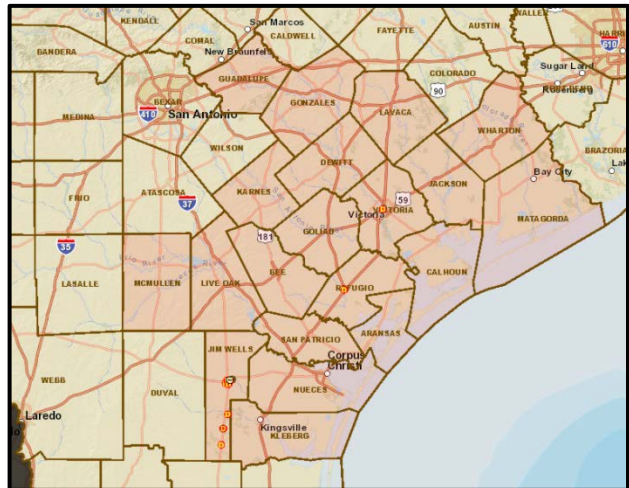 KENDALL
San Marcos
WALLER
BANDERA
COMAL
CALDWELL
FAYETTE
AUSTIN
HARRI
New Braunfels
610
GUADALUPE
COLORADO
Sugar Land
BEXAR
GONZALES
90
Rosenberg
MEDINA
San Antonio
LAVACA
410
WHARTON
WILSON
BRAZORIA
DEWITT
Bay City
ATASCOSA
KARNES
JACKSON
FRIO
37
59
Victoria
MATAGORDA
GOLIAD
35
181
CALHOUN
BEE
LASALLE
MCMULLEN
LIVE OAK
REFUGIO
ARANSAS
SAN PATRICIO
JIM WELLS
Corpus
Christi
WEBB
DUVAL
NUECES
Laredo
Kingsville
KLEBERG